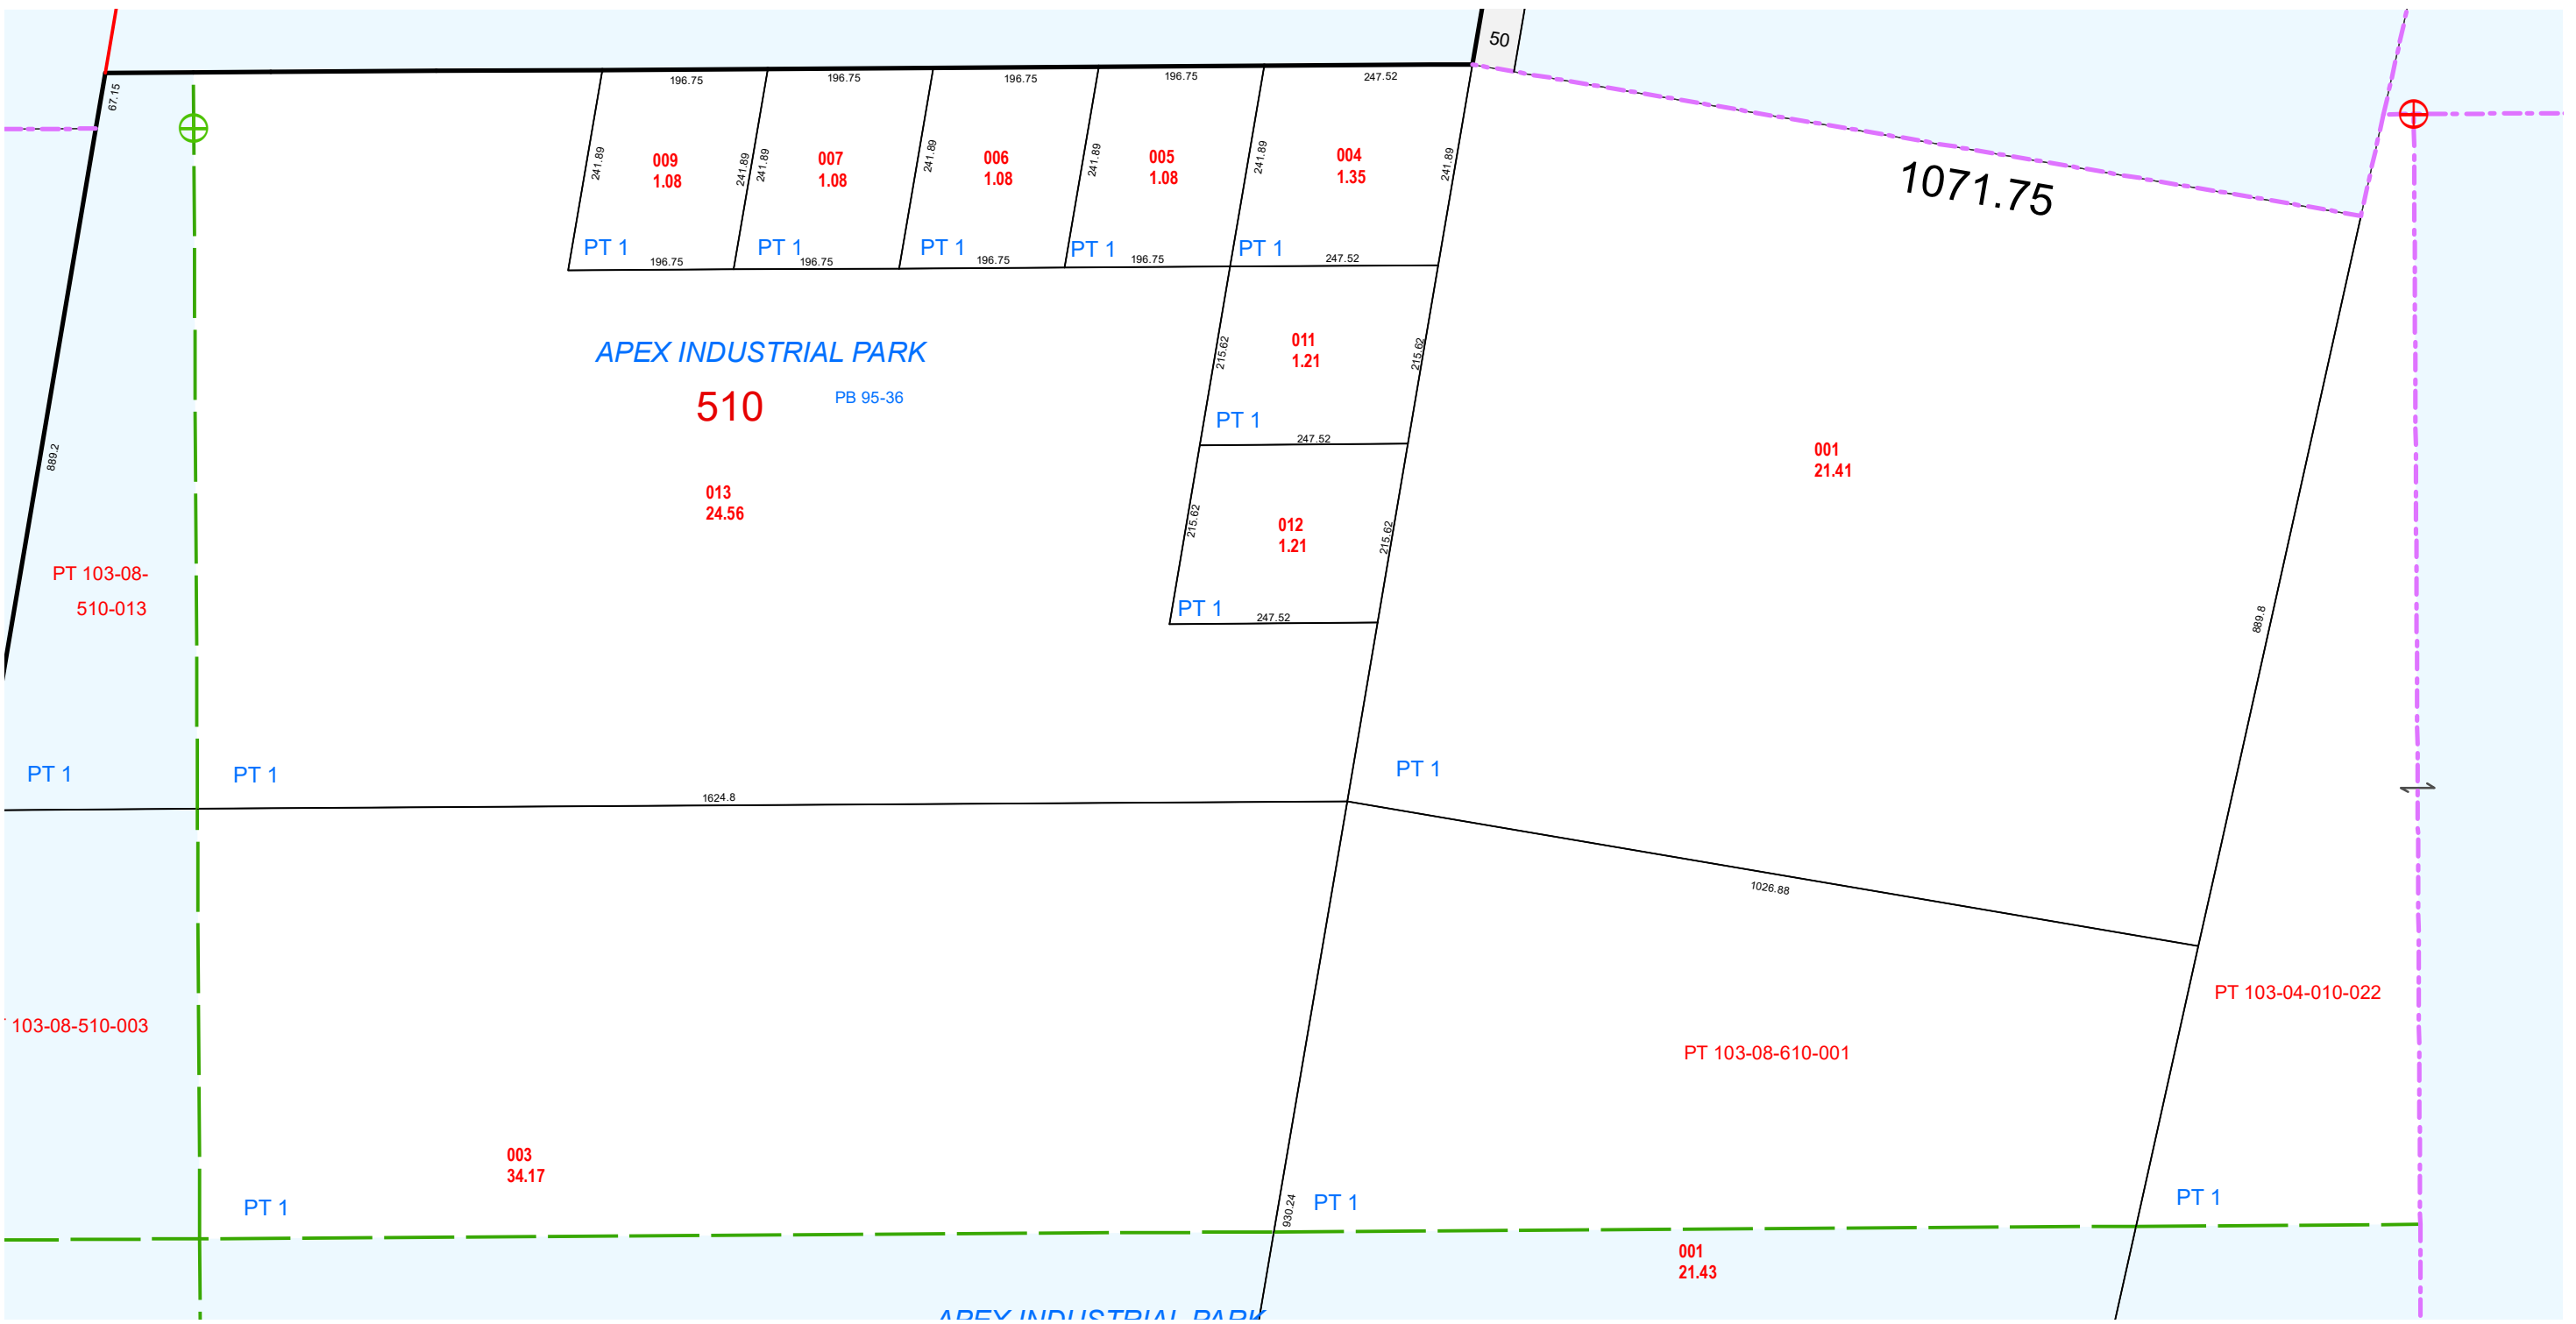 50
67.15
196.75
196.75
196.75
196.75
247.52
241.89
009
1.08
241.89
241.89
007
1.08
241.89
006
1.08
241.89
005
1.08
241.89
004
1.35
241.89
1071.75
PT 1
PT 1
PT 1
PT 1
PT 1
196.75
196.75
196.75
196.75
247.52
APEX INDUSTRIAL PARK
510
PB 95-36
215.62
011
1.21
215.62
PT 1
247.52
889.2
001
21.41
013
24.56
215.62
012
1.21
215.62
PT 1
247.52
PT 103-08-
510-013
889.8
PT 1
PT 1
PT 1
1624.8
1026.88
PT 103-04-010-022
103-08-510-003
PT 103-08-610-001
003
34.17
PT 1
930.24
PT 1
PT 1
001
21.43
APEX INDUSTRIAL PARK